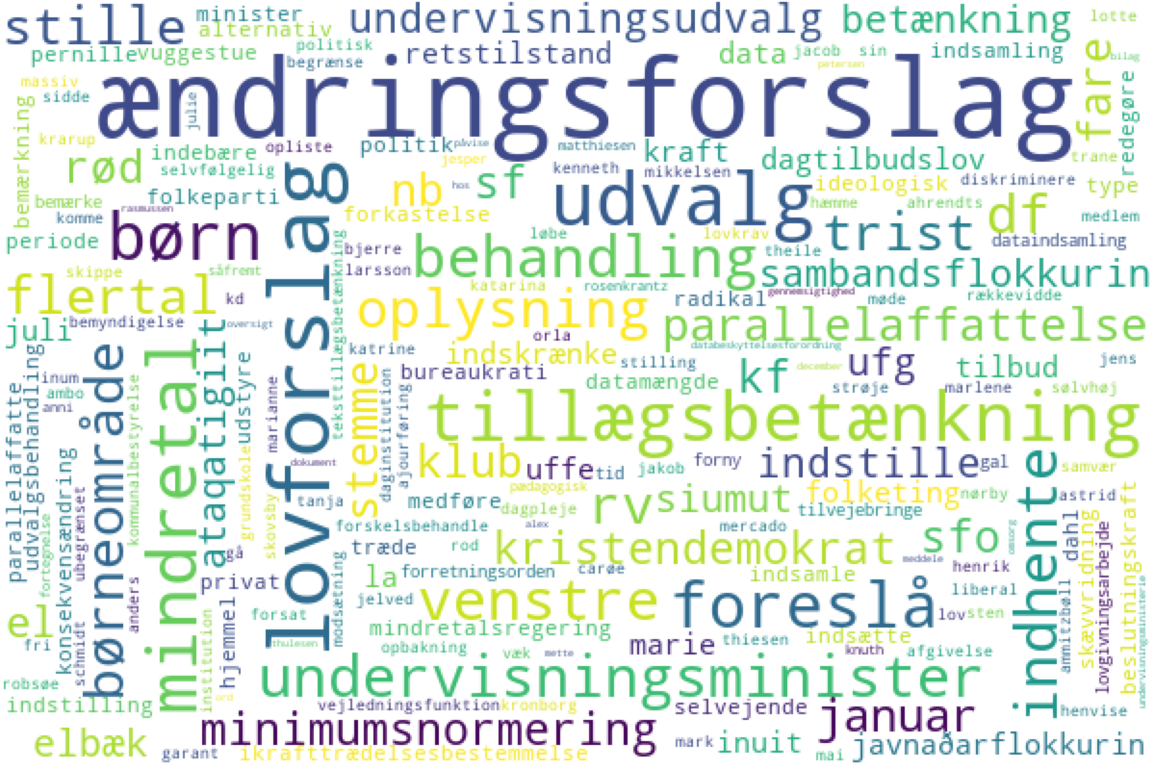 stille
minister
alternativ
undervisningsudvalg
betænkning
lotte
pernille
vuggestue
politisk
begrænse
retstilstand
data
jacob
sin
indsamling
bilag
massiv
sidde
julie
ændringsforslag
petersen
fare
redegøre
krarup
bemærkning
rød
indebære
selvfølgelig
opliste
politik
påvise
jesper
matthiesen
kraft
dagtilbudslov
trane
bemærke
folkeparti
nb
hos
sf
kenneth
mikkelsen
ideologisk
diskriminere
type
komme
rasmussen
børn
lovforslag
forkastelse
udvalg
hæmme
ahrendts
df
medlem
periode
bjerre
løbe
lovkrav
trist
dataindsamling
theile
skippe
såfremt
larsson
behandling
sambandsflokkurin
flertal
kd
katarina
rosenkrantz
radikal
gennemsigtighed
møde
rækkevidde
juli
bemyndigelse
oversigt
tekststillægsbetænkning
oplysning
orla
parallelaffattelse
databeskyttelsesforordning
katrine
indskrænke
stilling
ufg
december
tilbud
jens
inum
ambo
anni
bureaukrati
datamængde
kf
strøje
marlene
sølvhøj
parallelaffatte
udvalgsbehandling
børneområde
kommunalbestyrelse
mindretal
ataqatigiit
grundskoleudstyre
marianne
stemme
daginstitution
ajourføring
tillægsbetænkning
dokument
klub
uffe
tid
jakob
forny
indstille
gal
samvær
konsekvensændring
ubegrænset
skovsby
tanja
medføre
pædagogisk
dagpleje
rv
siumut
folketing
tilvejebringe
nørby
astrid
fortegnelse
forskelsbehandle
alex
mercado
sfo
omsorg
indhente
dahl
gå
modsætning
træde
rod
kristendemokrat
meddele
henrik
el
anders
privat
la
forretningsorden
carøe
indsamle
liberal
skævvridning
lovgivningsarbejde
beslutningskraft
fri
schmidt
hjemmel
forsat
jelved
venstre
foreslå
lov
sten
ammitzbøll
institution
thulesen
mindretalsregering
opbakning
væk
mette
marie
thiesen
indsætte
knuth
afgivelse
undervisningsministerie
robsøe
undervisningsminister
indstilling
ord
vejledningsfunktion
kronborg
selvejende
januar
henvise
elbæk
minimumsnormering
garant
ikrafttrædelsesbestemmelse
mark
inuit
mai
javnaðarflokkurin